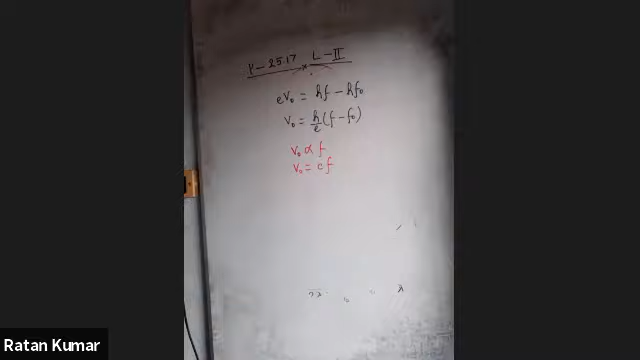 P-2517 L-II
eV₀ = hf - hf₀
V₀ = h/e (f - f₀)
V₀ ∝ f
V₀ = cf
Ratan Kumar